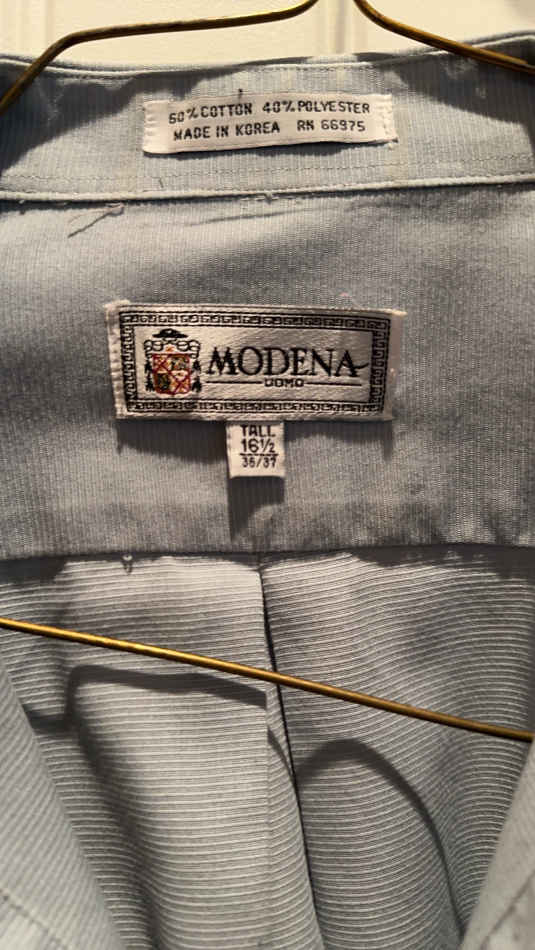 60% COTTON 40% POLYESTER
MADE IN KOREA RN 66975
MODENA
UOMO
TALL
16½
36/37